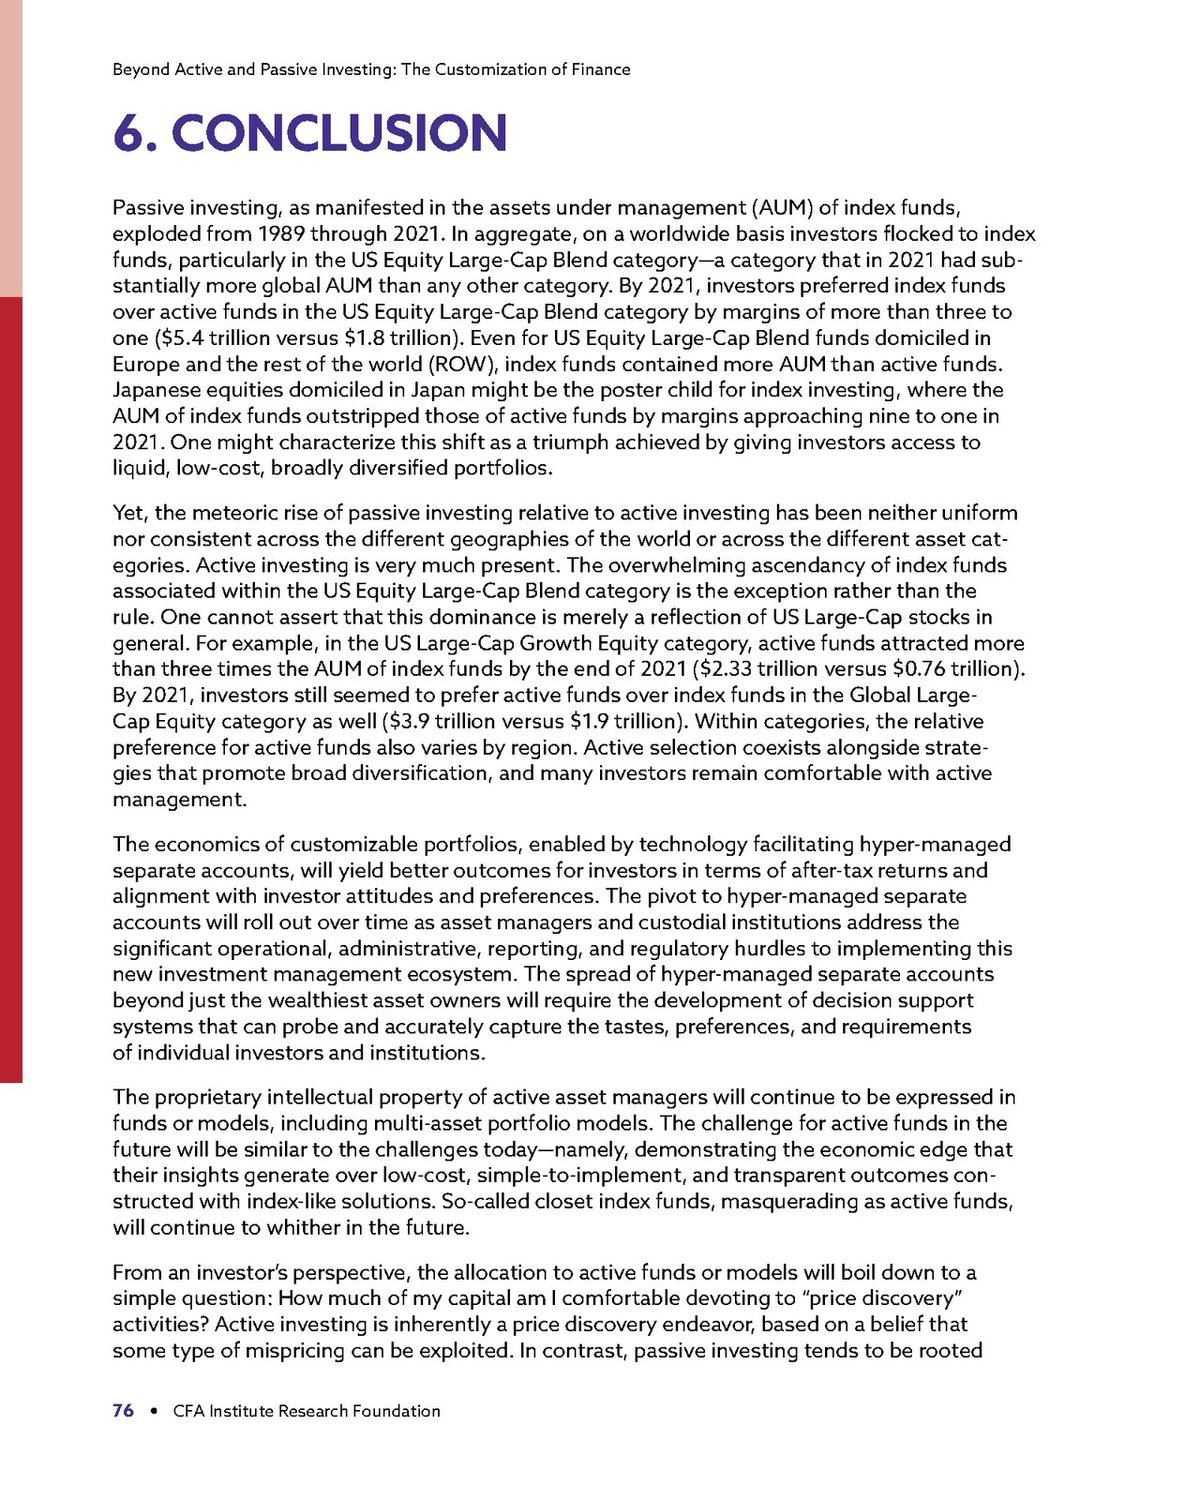 Beyond Active and Passive Investing: The Customization of Finance
6. CONCLUSION
Passive investing, as manifested in the assets under management (AUM) of index funds,
exploded from 1989 through 2021. In aggregate, on a worldwide basis investors flocked to index
funds, particularly in the US Equity Large-Cap Blend category—a category that in 2021 had sub-
stantially more global AUM than any other category. By 2021, investors preferred index funds
over active funds in the US Equity Large-Cap Blend category by margins of more than three to
one ($5.4 trillion versus $1.8 trillion). Even for US Equity Large-Cap Blend funds domiciled in
Europe and the rest of the world (ROW), index funds contained more AUM than active funds.
Japanese equities domiciled in Japan might be the poster child for index investing, where the
AUM of index funds outstripped those of active funds by margins approaching nine to one in
2021. One might characterize this shift as a triumph achieved by giving investors access to
liquid, low-cost, broadly diversified portfolios.
Yet, the meteoric rise of passive investing relative to active investing has been neither uniform
nor consistent across the different geographies of the world or across the different asset cat-
egories. Active investing is very much present. The overwhelming ascendancy of index funds
associated within the US Equity Large-Cap Blend category is the exception rather than the
rule. One cannot assert that this dominance is merely a reflection of US Large-Cap stocks in
general. For example, in the US Large-Cap Growth Equity category, active funds attracted more
than three times the AUM of index funds by the end of 2021 ($2.33 trillion versus $0.76 trillion).
By 2021, investors still seemed to prefer active funds over index funds in the Global Large-
Cap Equity category as well ($3.9 trillion versus $1.9 trillion). Within categories, the relative
preference for active funds also varies by region. Active selection coexists alongside strate-
gies that promote broad diversification, and many investors remain comfortable with active
management.
The economics of customizable portfolios, enabled by technology facilitating hyper-managed
separate accounts, will yield better outcomes for investors in terms of after-tax returns and
alignment with investor attitudes and preferences. The pivot to hyper-managed separate
accounts will roll out over time as asset managers and custodial institutions address the
significant operational, administrative, reporting, and regulatory hurdles to implementing this
new investment management ecosystem. The spread of hyper-managed separate accounts
beyond just the wealthiest asset owners will require the development of decision support
systems that can probe and accurately capture the tastes, preferences, and requirements
of individual investors and institutions.
The proprietary intellectual property of active asset managers will continue to be expressed in
funds or models, including multi-asset portfolio models. The challenge for active funds in the
future will be similar to the challenges today—namely, demonstrating the economic edge that
their insights generate over low-cost, simple-to-implement, and transparent outcomes con-
structed with index-like solutions. So-called closet index funds, masquerading as active funds,
will continue to whither in the future.
From an investor’s perspective, the allocation to active funds or models will boil down to a
simple question: How much of my capital am I comfortable devoting to “price discovery”
activities? Active investing is inherently a price discovery endeavor, based on a belief that
some type of mispricing can be exploited. In contrast, passive investing tends to be rooted
76 • CFA Institute Research Foundation